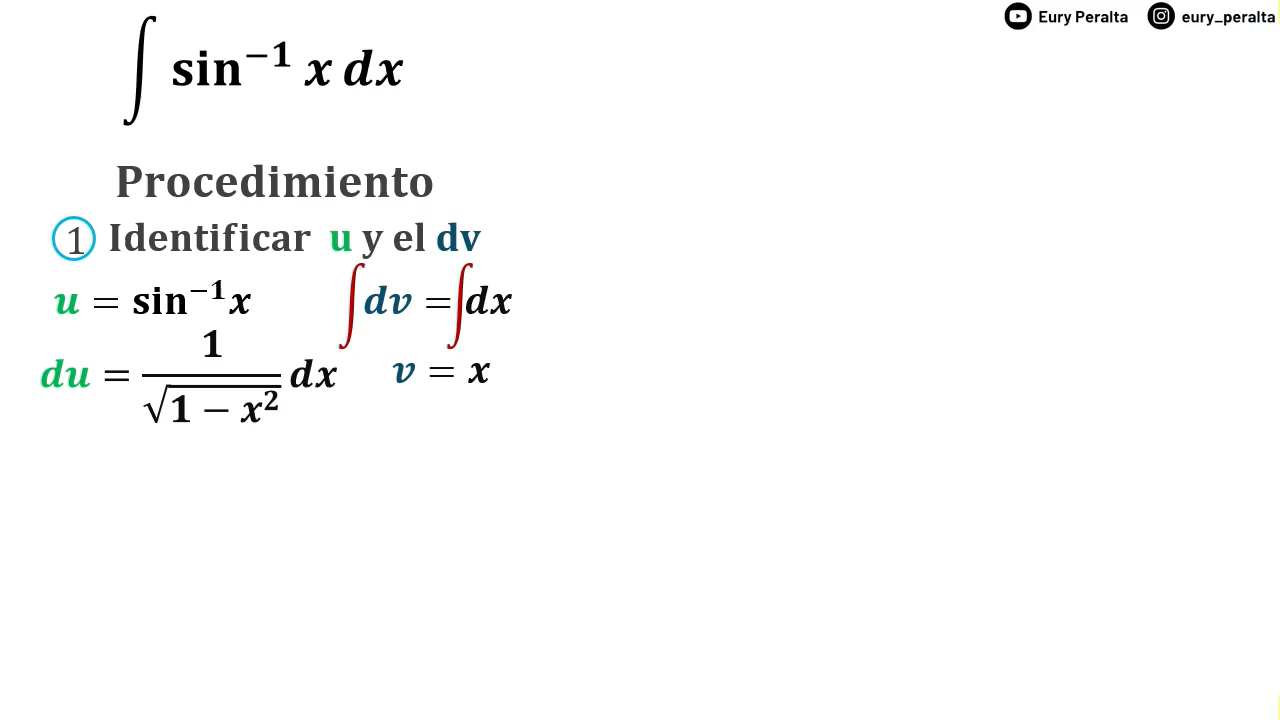 Eury Peralta eury_peralta
∫ sin⁻¹ x dx
Procedimiento
1 Identificar u y el dv
u = sin⁻¹x ∫dv = ∫dx
du = 1/√(1 − x²) dx v = x